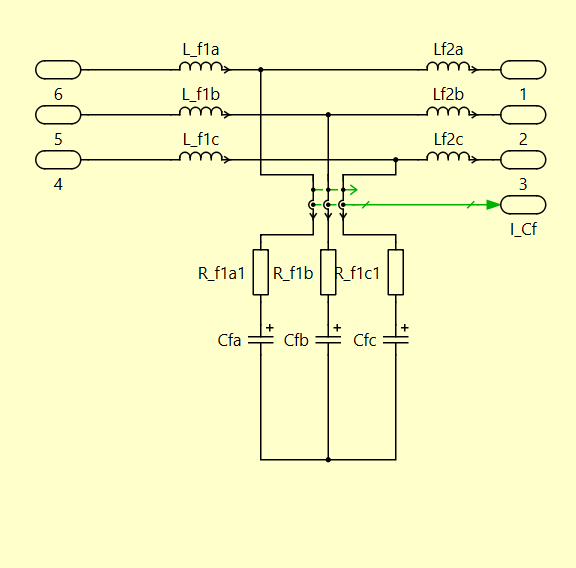 L_f1a
Lf2a
6
1
L_f1b
Lf2b
5
2
L_f1c
Lf2c
4
3
I_Cf
R_f1a1
R_f1b
R_f1c1
Cfa
+
Cfb
+
Cfc
+